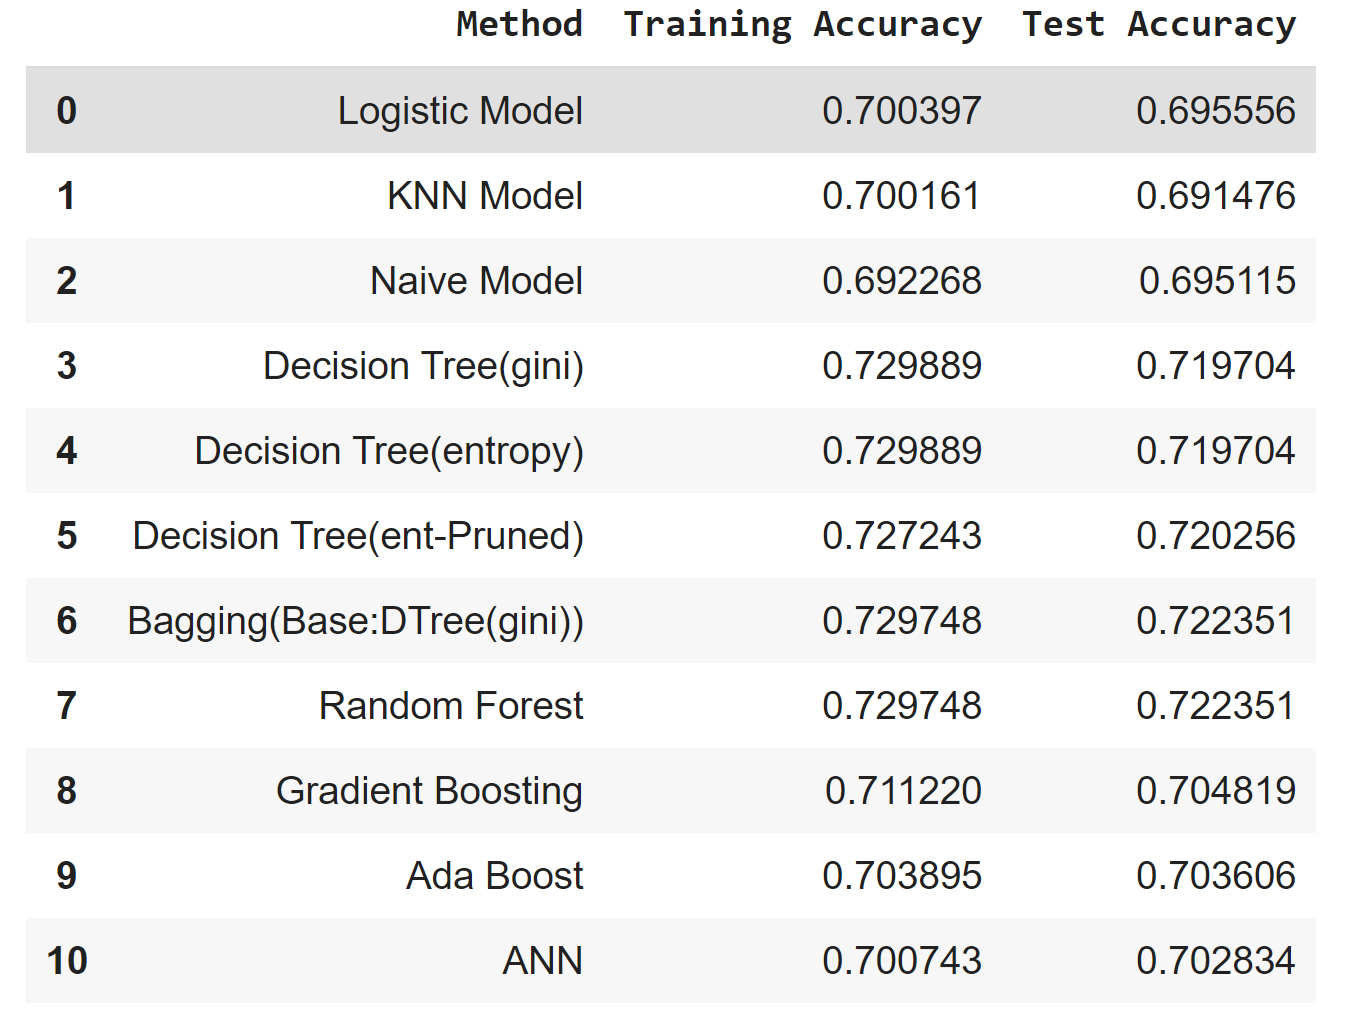 Method Training Accuracy Test Accuracy
0 Logistic Model 0.700397 0.695556
1 KNN Model 0.700161 0.691476
2 Naive Model 0.692268 0.695115
3 Decision Tree(gini) 0.729889 0.719704
4 Decision Tree(entropy) 0.729889 0.719704
5 Decision Tree(ent-Pruned) 0.727243 0.720256
6 Bagging(Base:DTree(gini)) 0.729748 0.722351
7 Random Forest 0.729748 0.722351
8 Gradient Boosting 0.711220 0.704819
9 Ada Boost 0.703895 0.703606
10 ANN 0.700743 0.702834